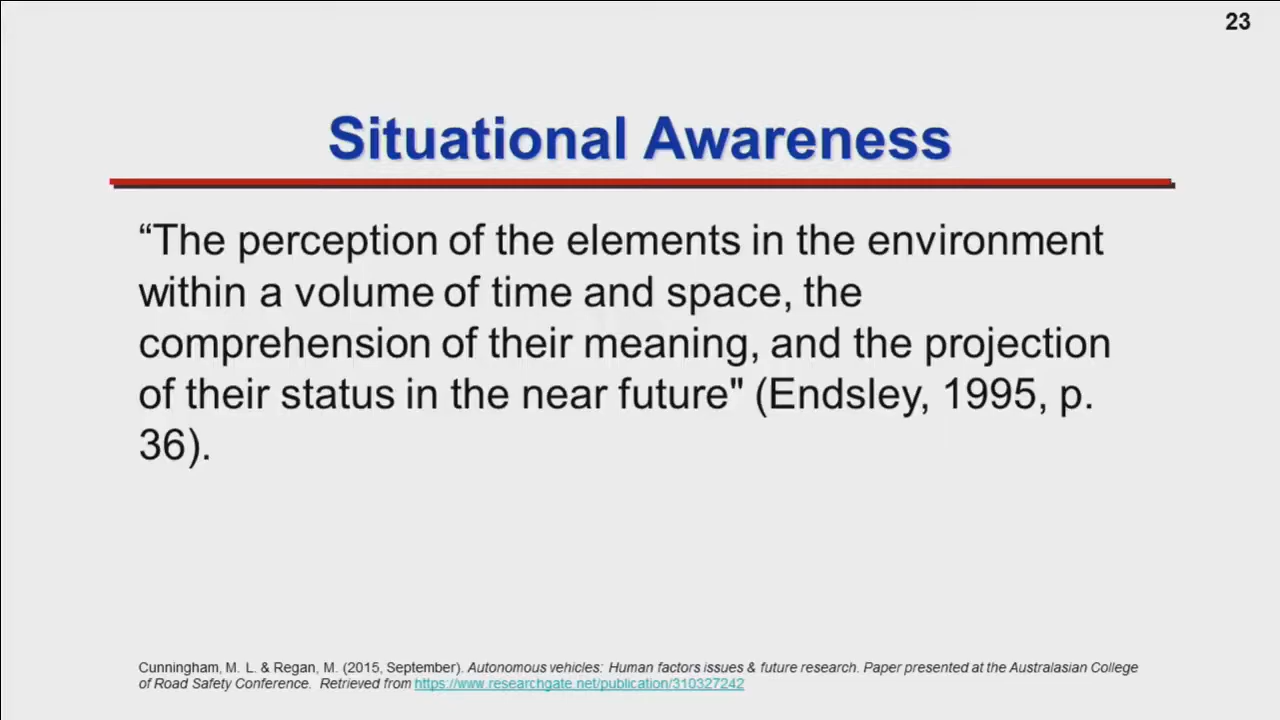 23
Situational Awareness
“The perception of the elements in the environment
within a volume of time and space, the
comprehension of their meaning, and the projection
of their status in the near future" (Endsley, 1995, p.
36).
Cunningham, M. L. & Regan, M. (2015, September). Autonomous vehicles: Human factors issues & future research. Paper presented at the Australasian College
of Road Safety Conference. Retrieved from https://www.researchgate.net/publication/310327242